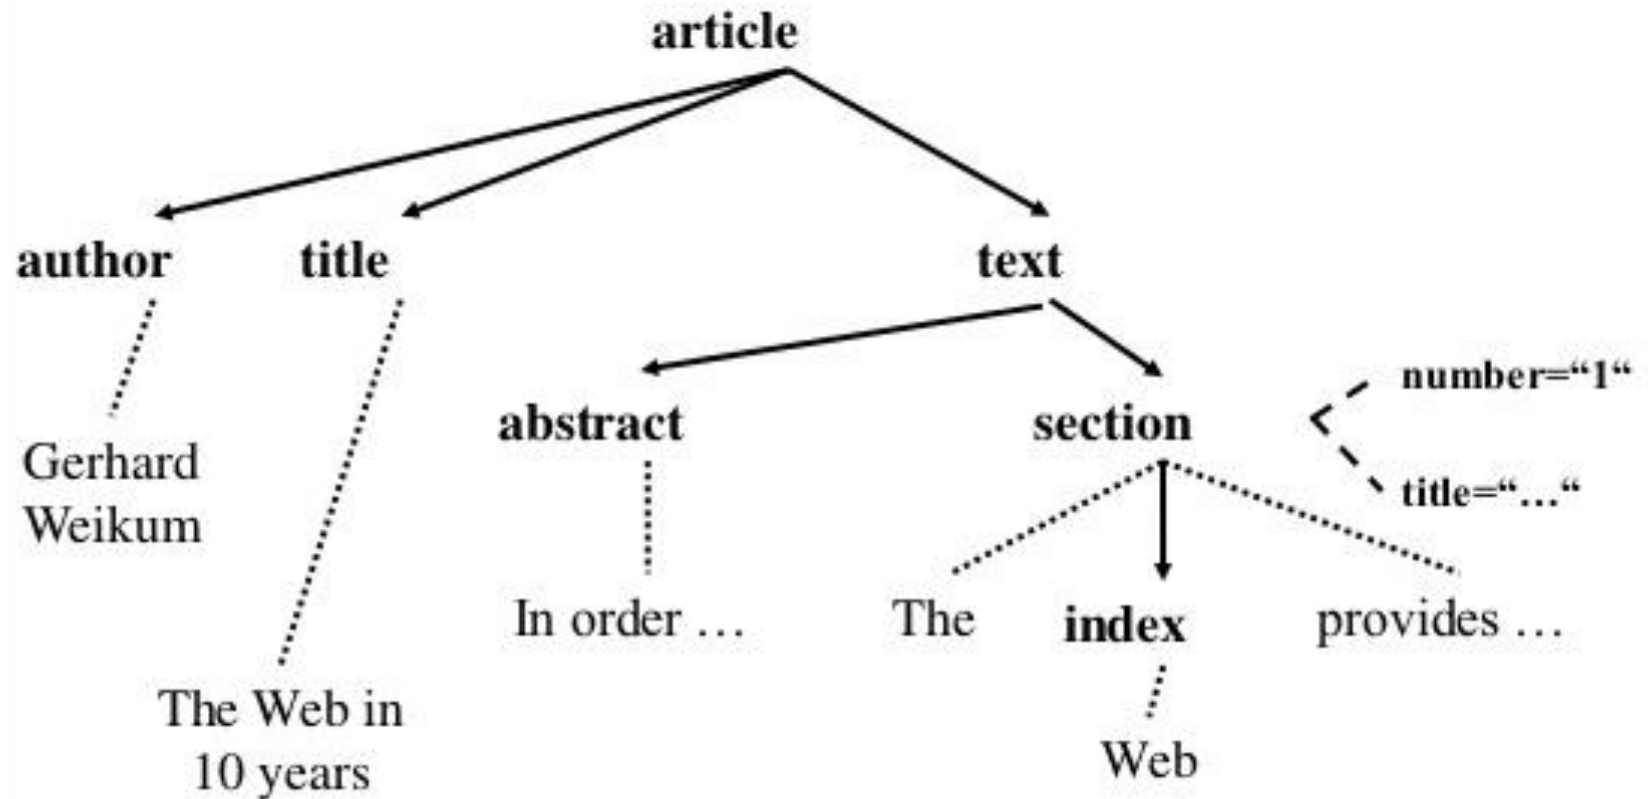 article
author title text
number=“1“
abstract section
Gerhard
title=“...“
Weikum
In order ... The index provides ...
The Web in
Web
10 years